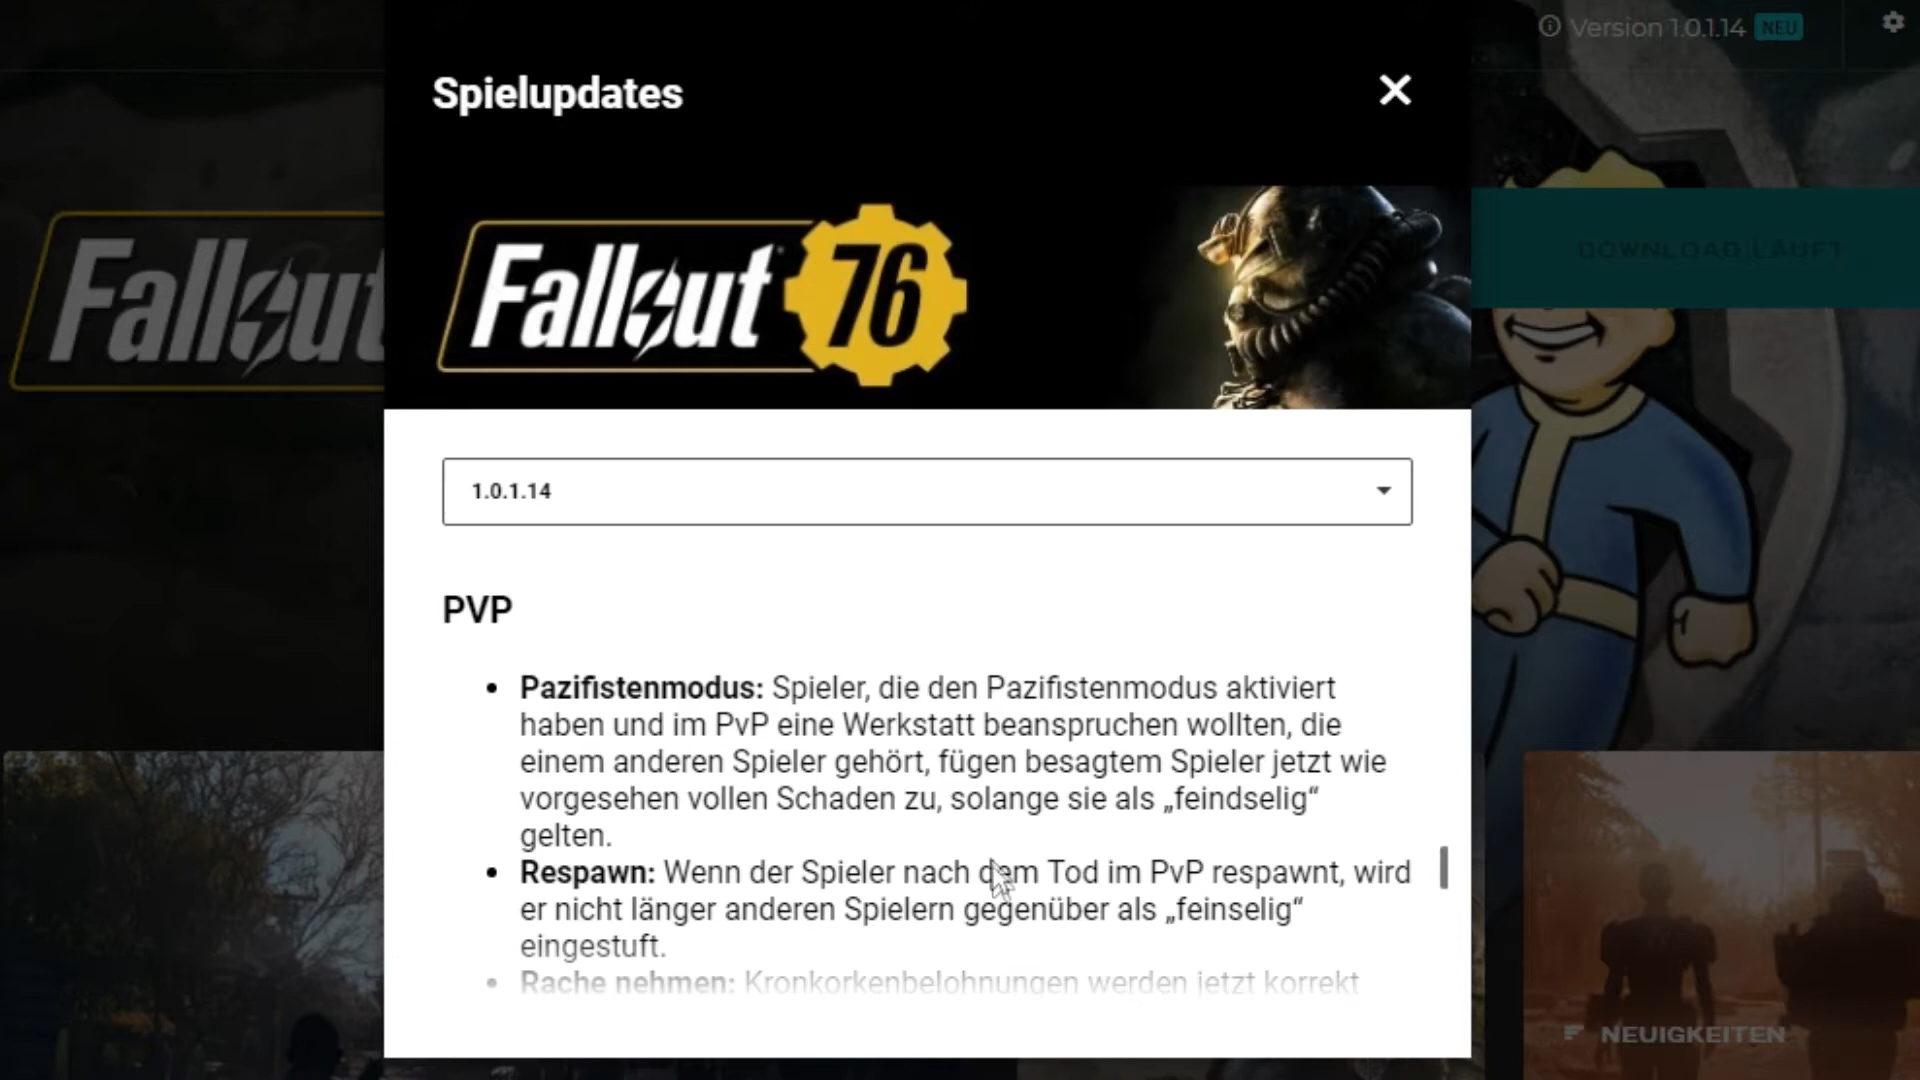 Version 1.0.1.14 NEU
Spielupdates
Fallout
Fallout 76
DOWNLOAD LÄUFT
1.0.1.14
PVP
Pazifistenmodus: Spieler, die den Pazifistenmodus aktiviert
haben und im PvP eine Werkstatt beanspruchen wollten, die
einem anderen Spieler gehört, fügen besagtem Spieler jetzt wie
vorgesehen vollen Schaden zu, solange sie als „feindselig“
gelten.
Respawn: Wenn der Spieler nach dem Tod im PvP respawnt, wird
er nicht länger anderen Spielern gegenüber als „feinselig“
eingestuft.
Rache nehmen: Kronkorkenbelohnungen werden jetzt korrekt
NEUIGKEITEN